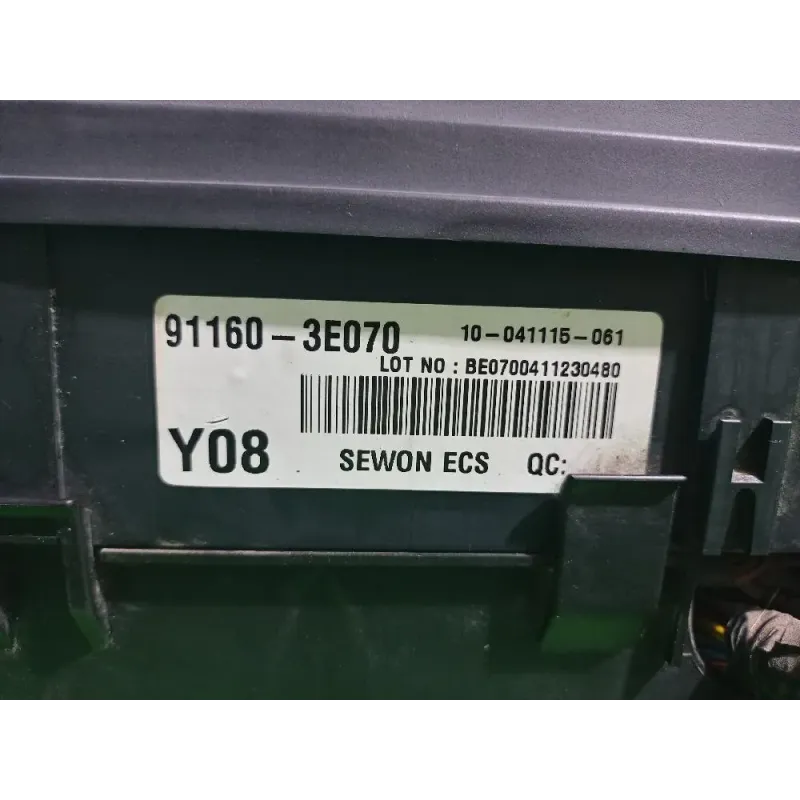 91160-3E070 10-041115-061
LOT NO : BE0700411230480
Y08 SEWON ECS QC: